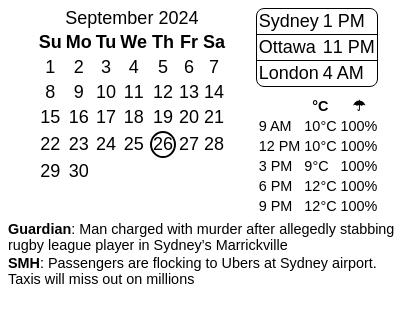 September 2024
Su Mo Tu We Th Fr Sa
1 2 3 4 5 6 7
8 9 10 11 12 13 14
15 16 17 18 19 20 21
22 23 24 25 26 27 28
29 30
Sydney 1 PM
Ottawa 11 PM
London 4 AM
°C ☂
9 AM 10°C 100%
12 PM 10°C 100%
3 PM 9°C 100%
6 PM 12°C 100%
9 PM 12°C 100%
Guardian: Man charged with murder after allegedly stabbing
rugby league player in Sydney’s Marrickville
SMH: Passengers are flocking to Ubers at Sydney airport.
Taxis will miss out on millions